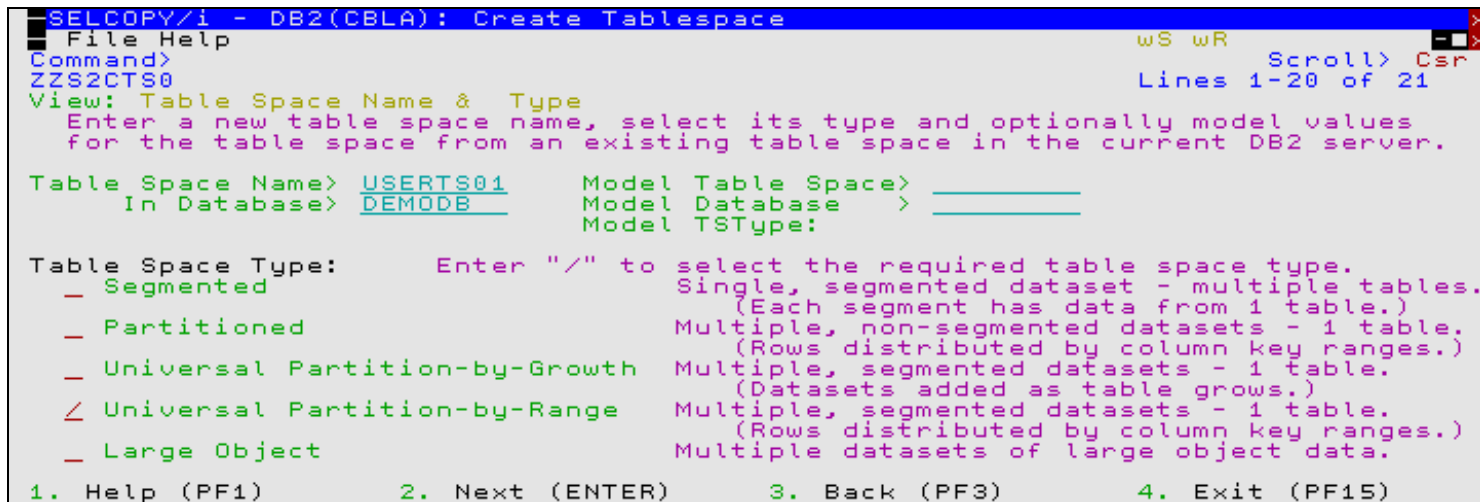 SELCOPY/i - DB2(CBLA): Create Tablespace
File Help wS wR
Command> Scroll> Csr
ZZS2CTS0 Lines 1-20 of 21
View: Table Space Name & Type
Enter a new table space name, select its type and optionally model values
for the table space from an existing table space in the current DB2 server.
Table Space Name> USERTS01 Model Table Space>
In Database> DEMODB Model Database >
Model TSType:
Table Space Type: Enter "/" to select the required table space type.
_ Segmented Single, segmented dataset - multiple tables.
(Each segment has data from 1 table.)
_ Partitioned Multiple, non-segmented datasets - 1 table.
(Rows distributed by column key ranges.)
_ Universal Partition-by-Growth Multiple, segmented datasets - 1 table.
(Datasets added as table grows.)
/ Universal Partition-by-Range Multiple, segmented datasets - 1 table.
(Rows distributed by column key ranges.)
_ Large Object Multiple datasets of large object data.
1. Help (PF1) 2. Next (ENTER) 3. Back (PF3) 4. Exit (PF15)